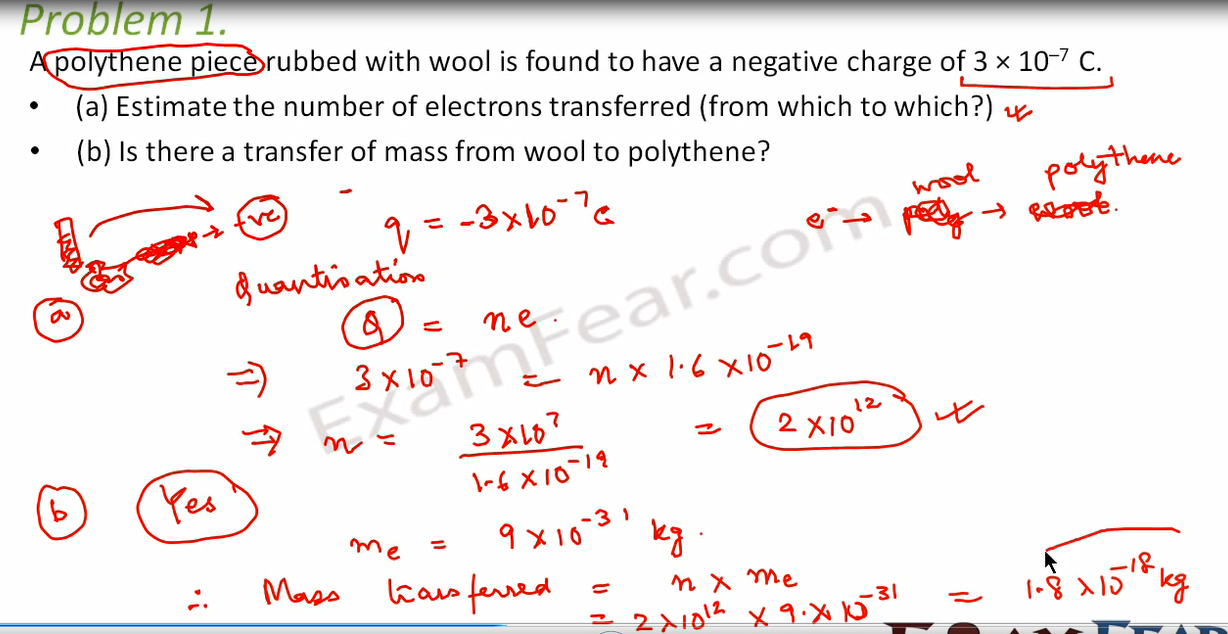 Problem 1.
A polythene piece rubbed with wool is found to have a negative charge of 3 × 10⁻⁷ C.
• (a) Estimate the number of electrons transferred (from which to which?)
• (b) Is there a transfer of mass from wool to polythene?
wool polythene
e⁻ → →
→ +ve
q = -3×10⁻⁷ C
Quantisation
(a) Q = ne.
⇒ 3×10⁻⁷ = n × 1.6 ×10⁻¹⁹
⇒ n = 3×10⁷ / 1.6×10⁻¹⁹ = 2×10¹²
(b) Yes
me = 9×10⁻³¹ kg.
∴ Mass transferred = n × me
= 2×10¹² × 9.×10⁻³¹ = 1.8 ×10⁻¹⁸ kg
ExamFear.com